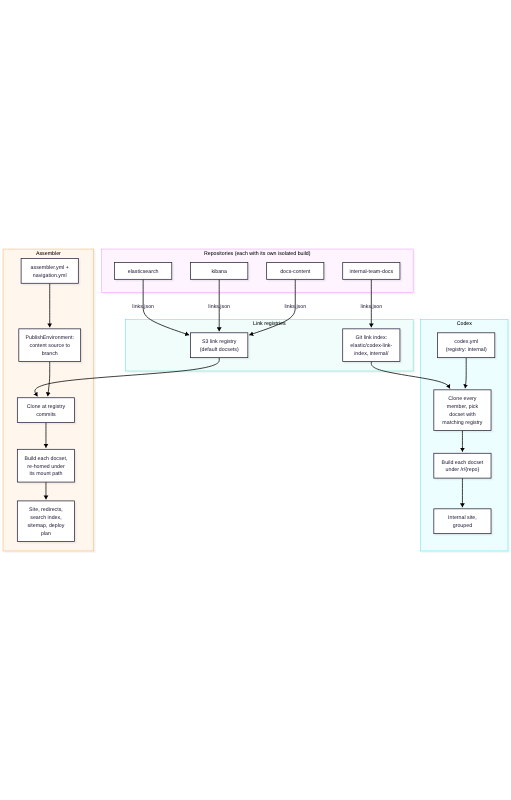 Assembler
assembler.yml +
navigation.yml
PublishEnvironment:
content source to
branch
Clone at registry
commits
Build each docset,
re-homed under
its mount path
Site, redirects,
search index,
sitemap, deploy
plan
Repositories (each with its own isolated build)
elasticsearch
kibana
docs-content
internal-team-docs
links.json
links.json
links.json
links.json
Link registries
S3 link registry
(default docsets)
Git link index:
elastic/codex-link-
index, internal/
Codex
codex.yml
(registry: internal)
Clone every
member, pick
docset with
matching registry
Build each docset
under /r/{repo}
Internal site,
grouped